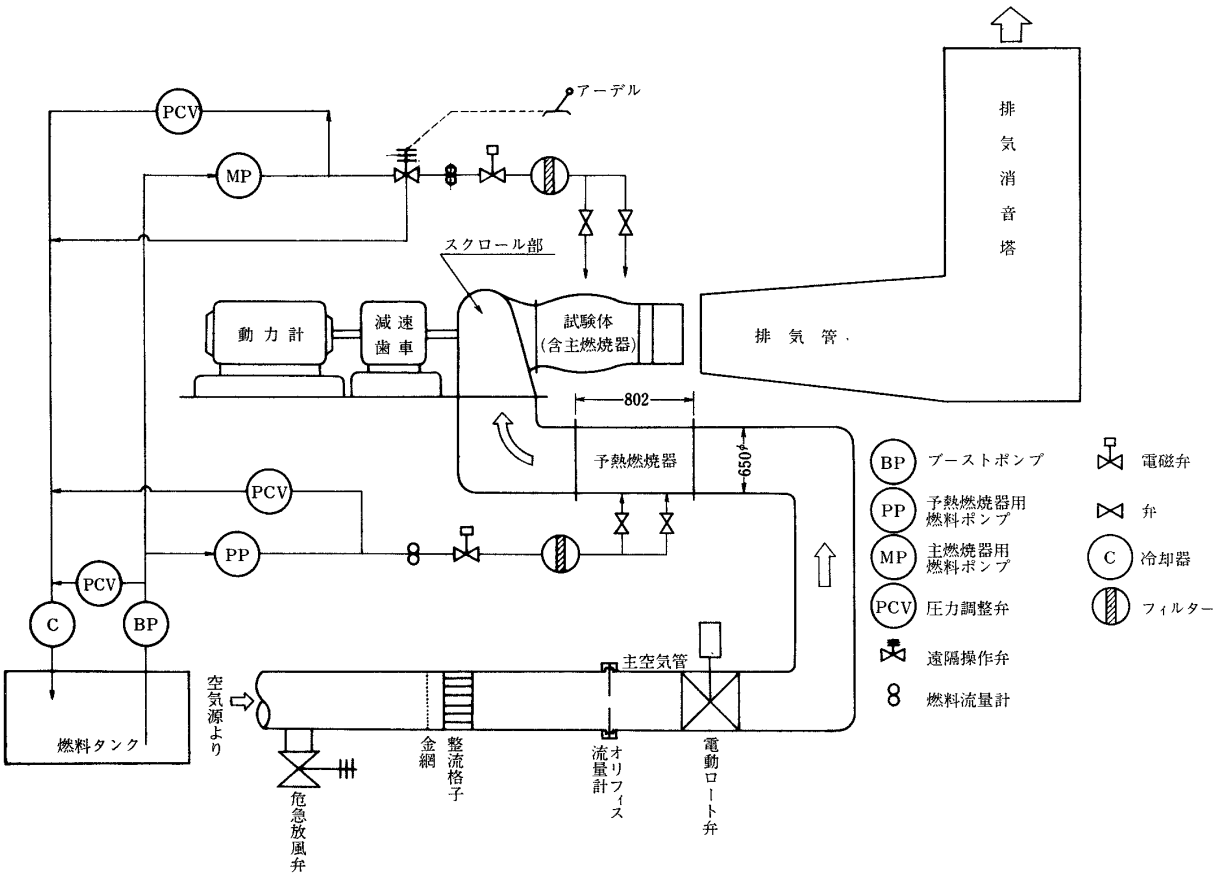 アーデル
PCV
MP
スクロール部
排気消音塔
動力計
減速
歯車
試験体
(含主燃焼器)
排気管
802
予熱燃焼器
650φ
PCV
PP
PCV
C
BP
燃料タンク
空気源より
主空気管
金網
整流格子
オリフィス
流量計
電動ロート弁
危急放風弁
BP ブーストポンプ
PP 予熱燃焼器用
燃料ポンプ
MP 主燃焼器用
燃料ポンプ
PCV 圧力調整弁
遠隔操作弁
燃料流量計
電磁弁
弁
C 冷却器
フィルター